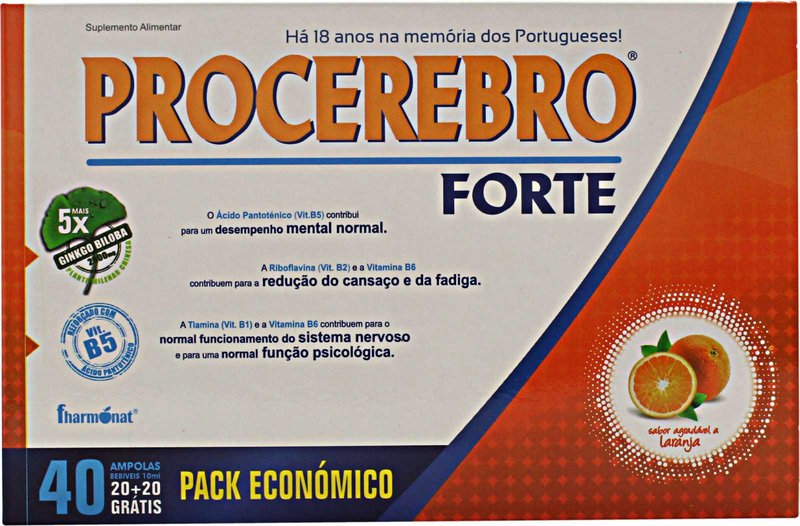 Suplemento Alimentar
Há 18 anos na memória dos Portugueses!
PROCEREBRO®
FORTE
MAIS
5x
GINKGO BILOBA
PLANTA MILENAR CHINESA
O Ácido Pantoténico (Vit.B5) contribui
para um desempenho mental normal.
A Riboflavina (Vit. B2) e a Vitamina B6
contribuem para a redução do cansaço e da fadiga.
REFORÇADO COM
Vit.
B5
ÁCIDO PANTOTÉNICO
A Tiamina (Vit. B1) e a Vitamina B6 contribuem para o
normal funcionamento do sistema nervoso
e para uma normal função psicológica.
fharmonat®
sabor agradável a
laranja
40
AMPOLAS
BEBÍVEIS 10ml
20+20
GRÁTIS
PACK ECONÓMICO